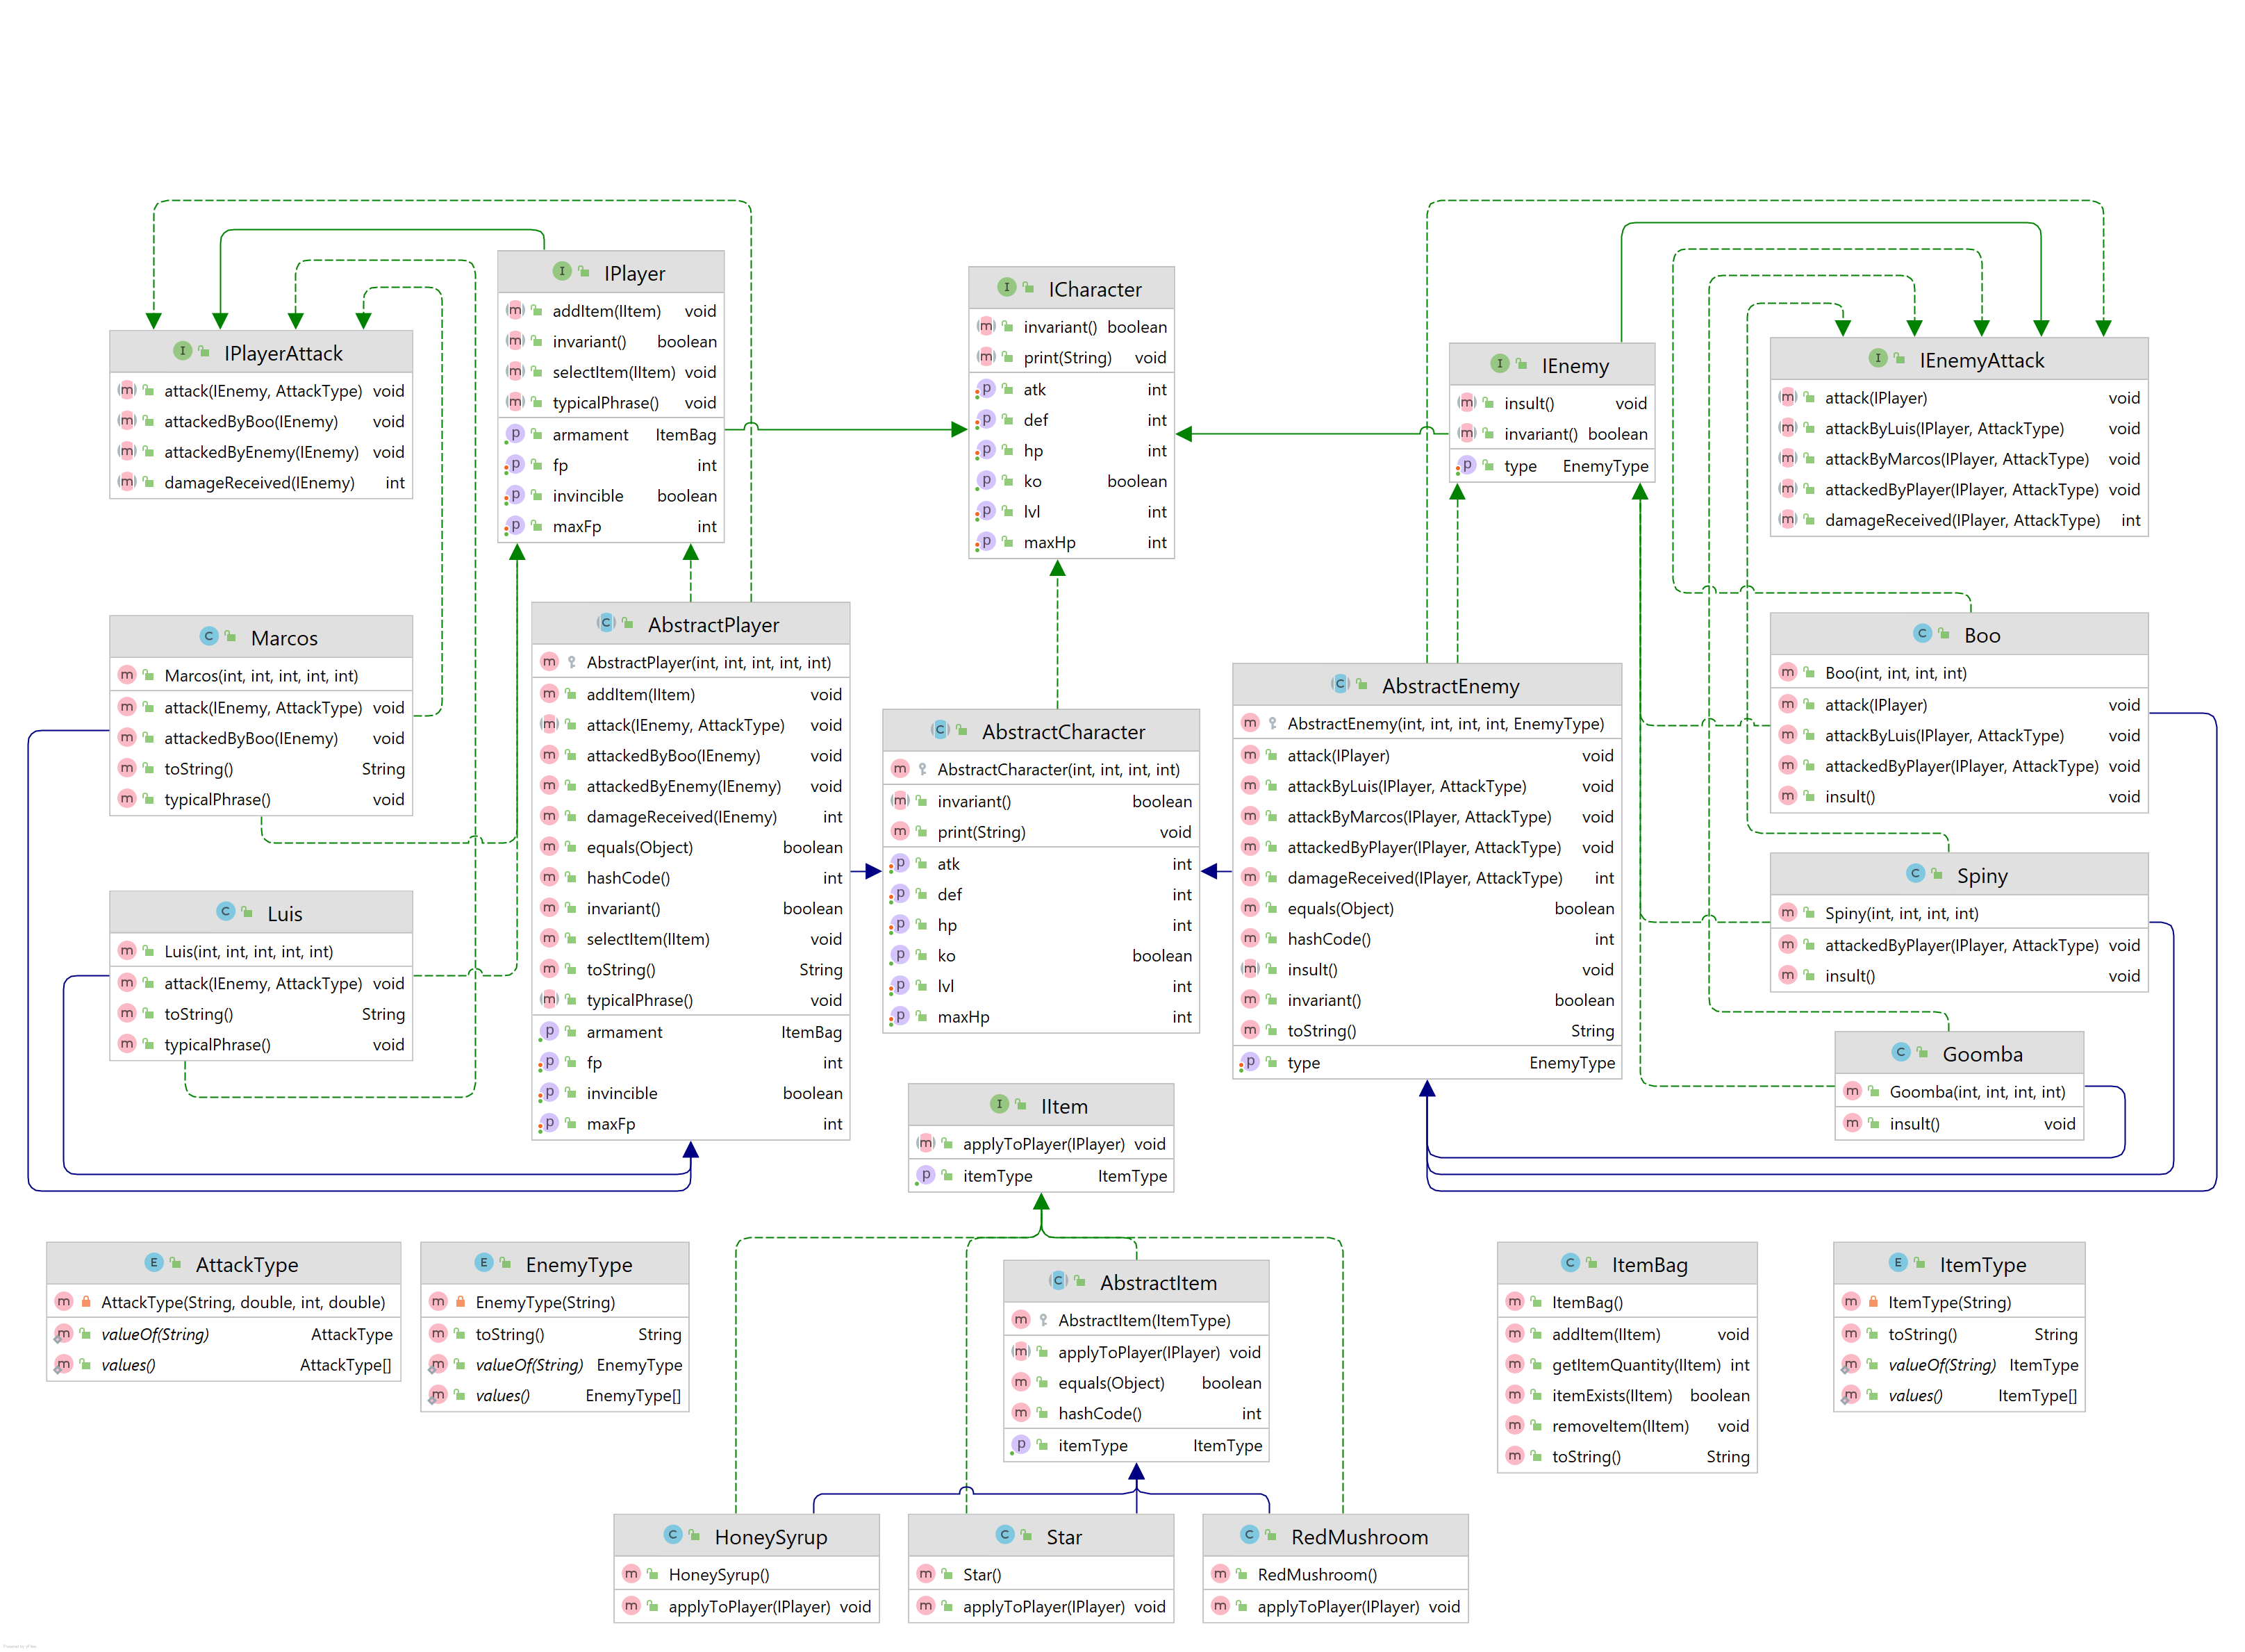 IPlayer
addItem(IItem) void
invariant() boolean
selectItem(IItem) void
typicalPhrase() void
armament ItemBag
fp int
invincible boolean
maxFp int
ICharacter
invariant() boolean
print(String) void
atk int
def int
hp int
ko boolean
lvl int
maxHp int
IPlayerAttack
attack(IEnemy, AttackType) void
attackedByBoo(IEnemy) void
attackedByEnemy(IEnemy) void
damageReceived(IEnemy) int
IEnemy
insult() void
invariant() boolean
type EnemyType
IEnemyAttack
attack(IPlayer) void
attackByLuis(IPlayer, AttackType) void
attackByMarcos(IPlayer, AttackType) void
attackedByPlayer(IPlayer, AttackType) void
damageReceived(IPlayer, AttackType) int
Marcos
Marcos(int, int, int, int, int)
attack(IEnemy, AttackType) void
attackedByBoo(IEnemy) void
toString() String
typicalPhrase() void
Luis
Luis(int, int, int, int, int)
attack(IEnemy, AttackType) void
toString() String
typicalPhrase() void
AbstractPlayer
AbstractPlayer(int, int, int, int, int)
addItem(IItem) void
attack(IEnemy, AttackType) void
attackedByBoo(IEnemy) void
attackedByEnemy(IEnemy) void
damageReceived(IEnemy) int
equals(Object) boolean
hashCode() int
invariant() boolean
selectItem(IItem) void
toString() String
typicalPhrase() void
armament ItemBag
fp int
invincible boolean
maxFp int
AbstractCharacter
AbstractCharacter(int, int, int, int)
invariant() boolean
print(String) void
atk int
def int
hp int
ko boolean
lvl int
maxHp int
AbstractEnemy
AbstractEnemy(int, int, int, int, EnemyType)
attack(IPlayer) void
attackByLuis(IPlayer, AttackType) void
attackByMarcos(IPlayer, AttackType) void
attackedByPlayer(IPlayer, AttackType) void
damageReceived(IPlayer, AttackType) int
equals(Object) boolean
hashCode() int
insult() void
invariant() boolean
toString() String
type EnemyType
Boo
Boo(int, int, int, int)
attack(IPlayer) void
attackByLuis(IPlayer, AttackType) void
attackedByPlayer(IPlayer, AttackType) void
insult() void
Spiny
Spiny(int, int, int, int)
attackedByPlayer(IPlayer, AttackType) void
insult() void
Goomba
Goomba(int, int, int, int)
insult() void
IItem
applyToPlayer(IPlayer) void
itemType ItemType
AttackType
AttackType(String, double, int, double)
valueOf(String) AttackType
values() AttackType[]
EnemyType
EnemyType(String)
toString() String
valueOf(String) EnemyType
values() EnemyType[]
AbstractItem
AbstractItem(ItemType)
applyToPlayer(IPlayer) void
equals(Object) boolean
hashCode() int
itemType ItemType
ItemBag
ItemBag()
addItem(IItem) void
getItemQuantity(IItem) int
itemExists(IItem) boolean
removeItem(IItem) void
toString() String
ItemType
ItemType(String)
toString() String
valueOf(String) ItemType
values() ItemType[]
HoneySyrup
HoneySyrup()
applyToPlayer(IPlayer) void
Star
Star()
applyToPlayer(IPlayer) void
RedMushroom
RedMushroom()
applyToPlayer(IPlayer) void